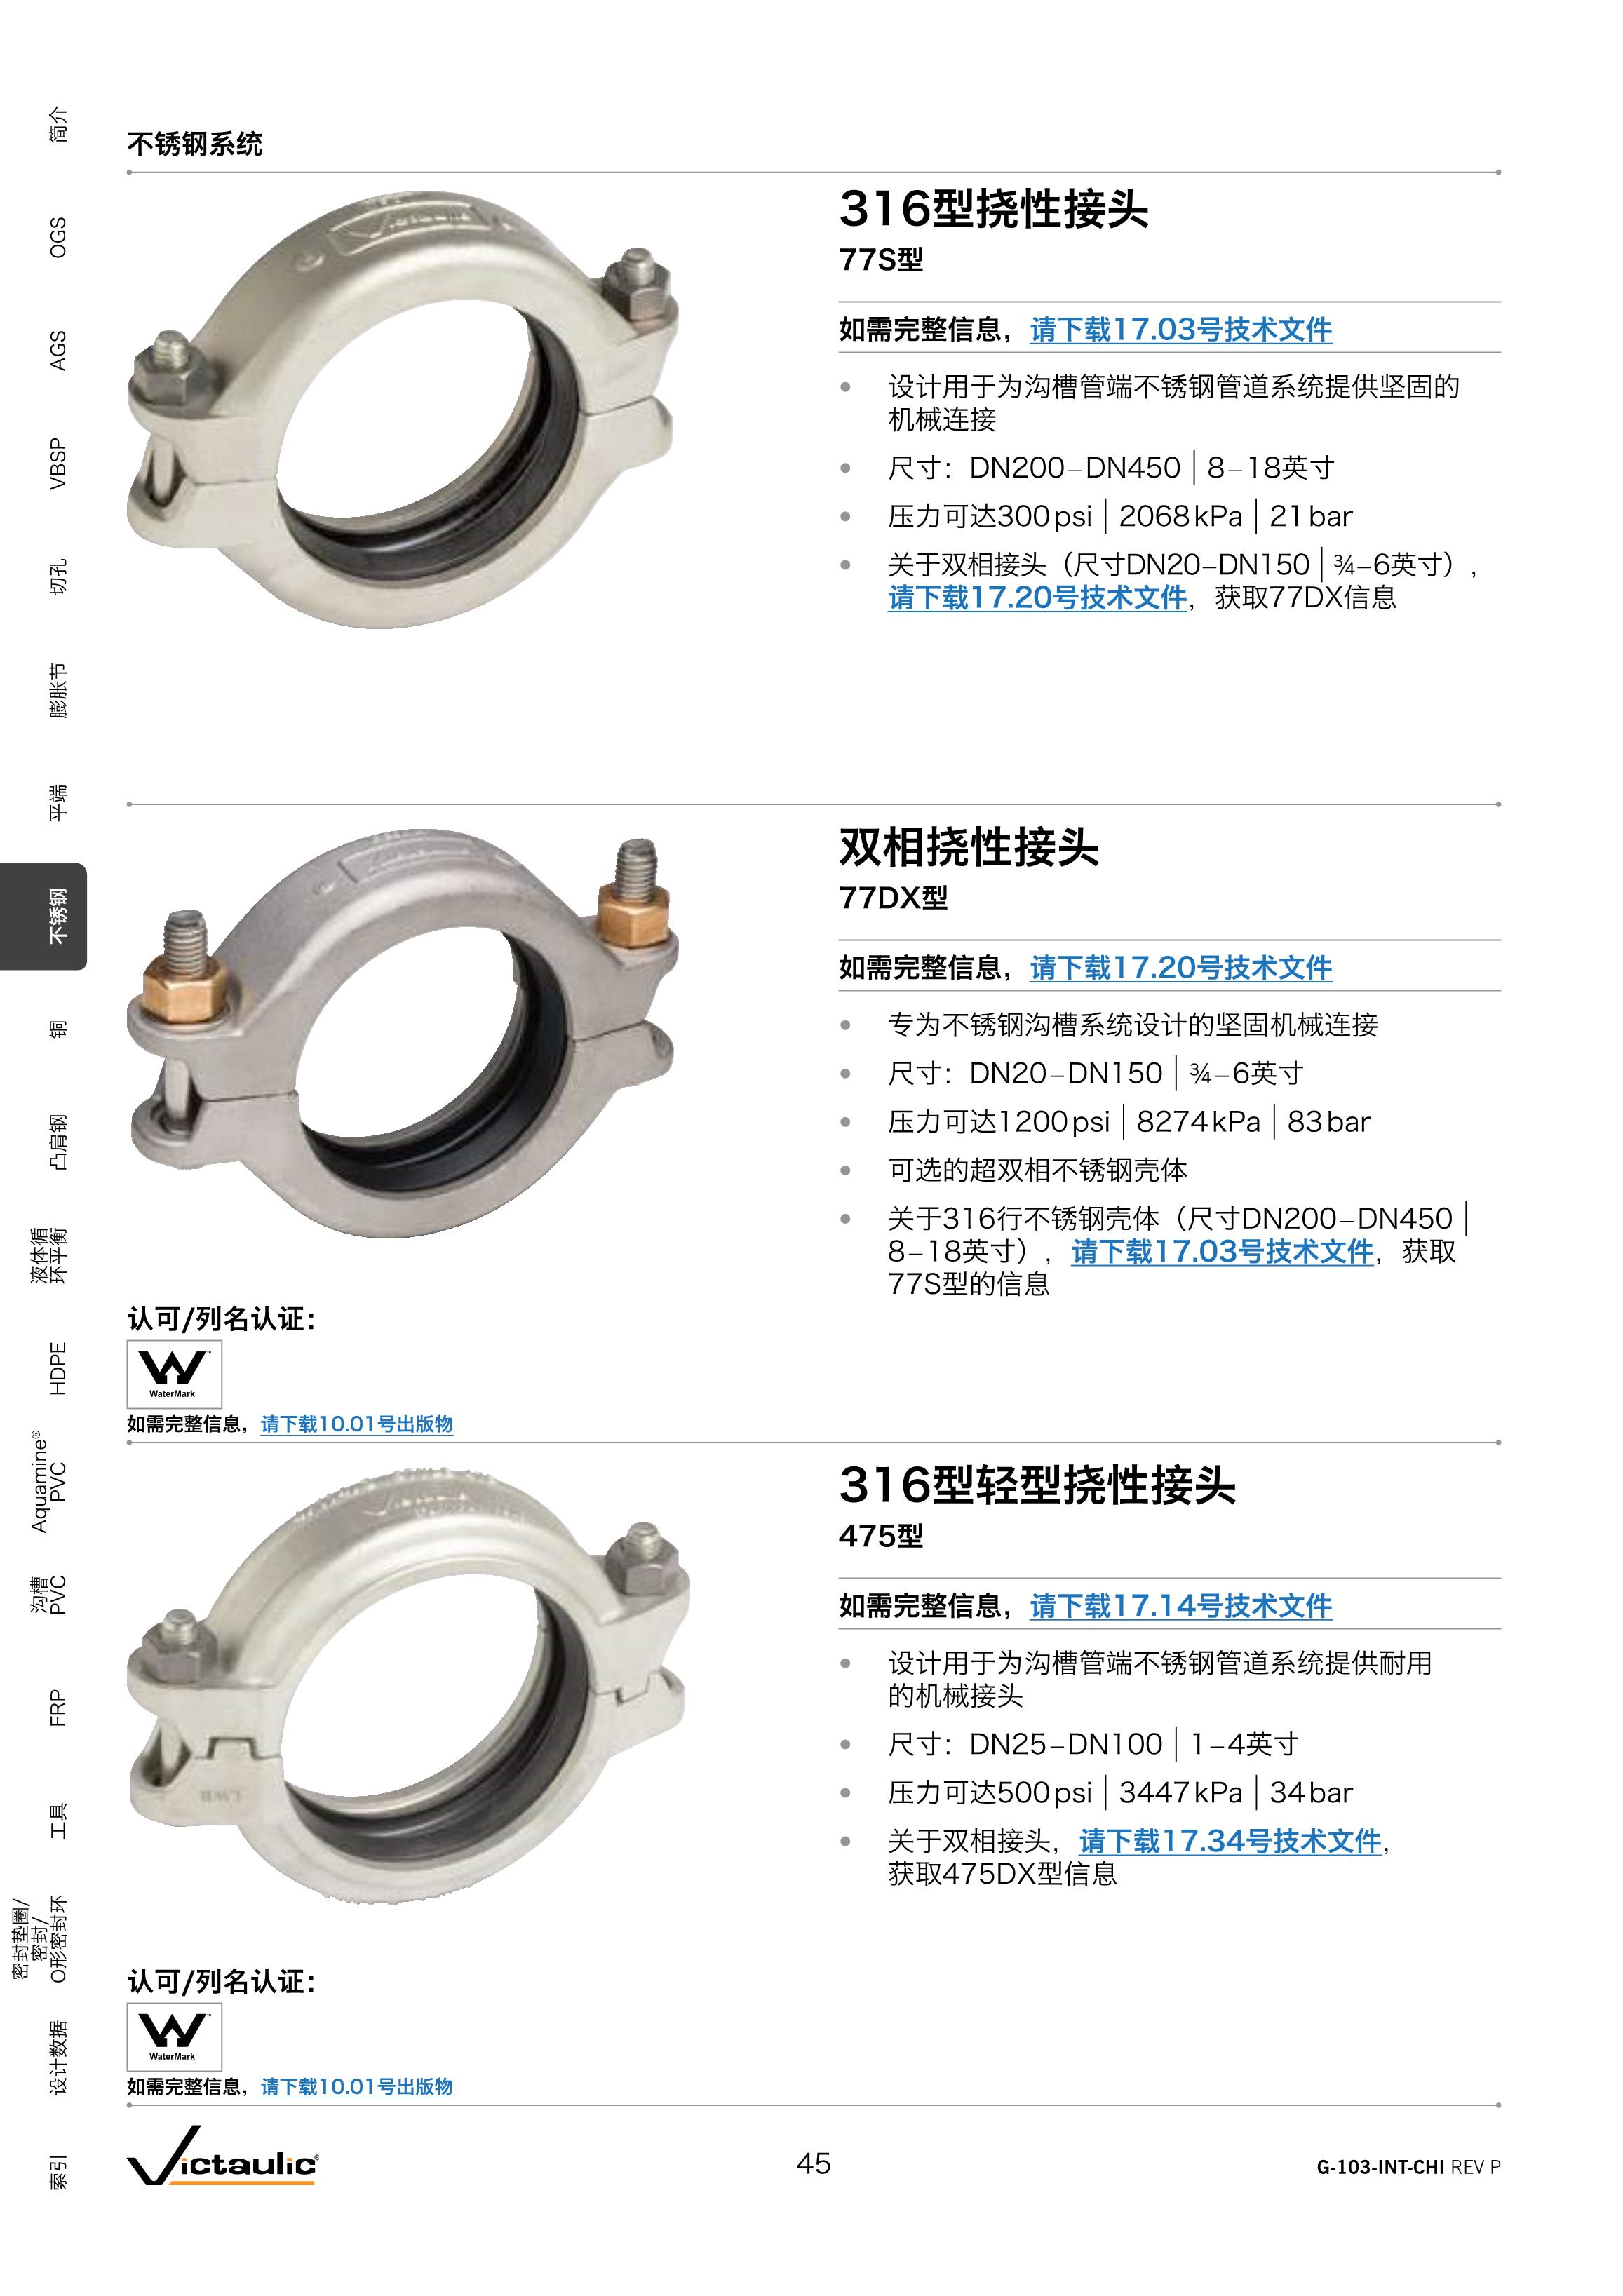 不锈钢系统
316型挠性接头
77S型
如需完整信息，请下载17.03号技术文件
• 设计用于为沟槽管端不锈钢管道系统提供坚固的
机械连接
• 尺寸：DN200–DN450 | 8–18英寸
• 压力可达300psi | 2068kPa | 21bar
• 关于双相接头（尺寸DN20–DN150 | ¾–6英寸），
请下载17.20号技术文件，获取77DX信息
双相挠性接头
77DX型
如需完整信息，请下载17.20号技术文件
• 专为不锈钢沟槽系统设计的坚固机械连接
• 尺寸：DN20–DN150 | ¾–6英寸
• 压力可达1200psi | 8274kPa | 83bar
• 可选的超双相不锈钢壳体
• 关于316行不锈钢壳体（尺寸DN200–DN450 |
8–18英寸），请下载17.03号技术文件，获取
77S型的信息
认可/列名认证：
WaterMark
如需完整信息，请下载10.01号出版物
316型轻型挠性接头
475型
如需完整信息，请下载17.14号技术文件
• 设计用于为沟槽管端不锈钢管道系统提供耐用
的机械接头
• 尺寸：DN25–DN100 | 1–4英寸
• 压力可达500psi | 3447kPa | 34bar
• 关于双相接头，请下载17.34号技术文件，
获取475DX型信息
认可/列名认证：
WaterMark
如需完整信息，请下载10.01号出版物
Victaulic®
45
G-103-INT-CHI REV P
简介
OGS
AGS
VBSP
切孔
膨胀节
平端
不锈钢
铜
凸肩钢
液体循
环平衡
HDPE
Aquamine®
PVC
沟槽
PVC
FRP
工具
密封垫圈/
密封/
O形密封环
设计数据
索引